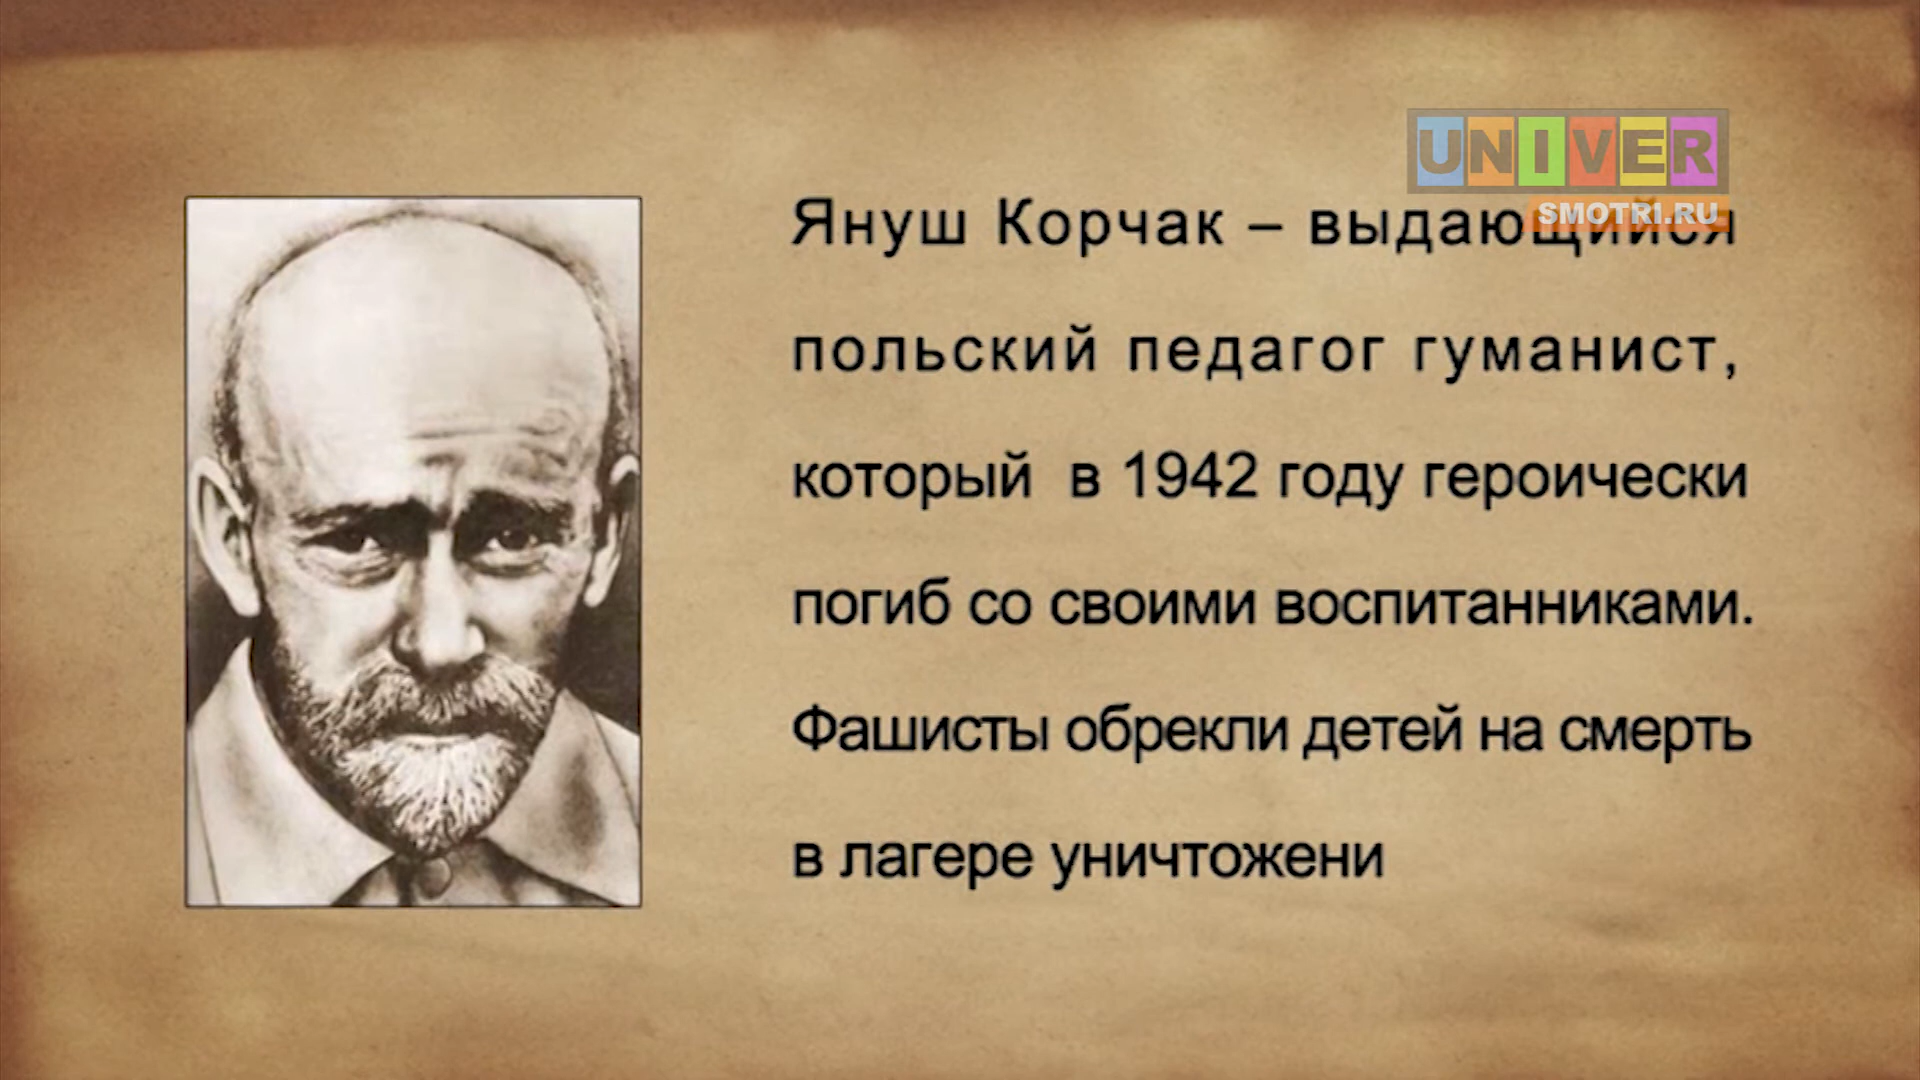 UNIVER
SMOTRI.RU
Януш Корчак – выдающийся
польский педагог гуманист,
который в 1942 году героически
погиб со своими воспитанниками.
Фашисты обрекли детей на смерть
в лагере уничтожени